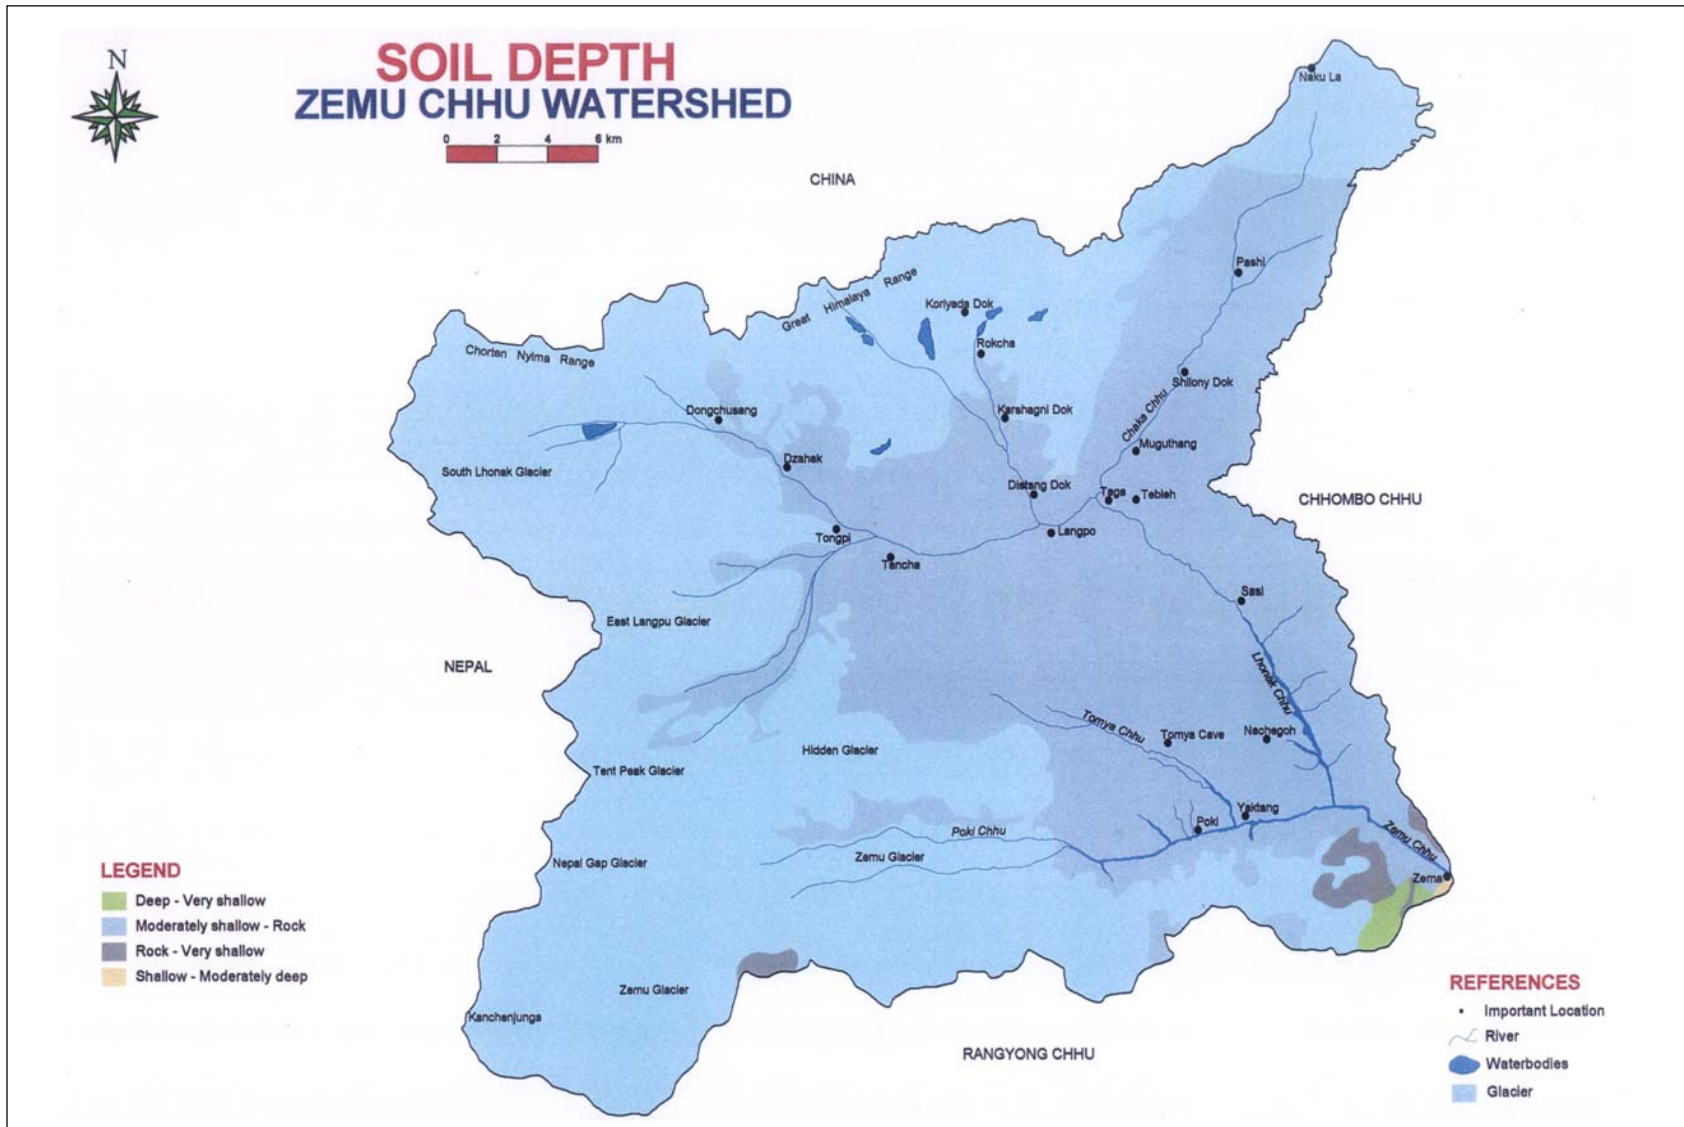 N
SOIL DEPTH
ZEMU CHHU WATERSHED
0 2 4 6 km
CHINA
Naku La
Pashi
Great Himalaya Range
Koriyada Dok
Rokcha
Chorten Nyima Range
Shilony Dok
Dongchusang
Karshagni Dok
Chaka Chhu
Muguthang
Dzahak
South Lhonak Glacier
Distang Dok
Taga
Tebleh
CHHOMBO CHHU
Tongpi
Langpo
Tancha
Sasi
East Langpu Glacier
NEPAL
Lhonak Chhu
Tomya Chhu
Tomya Cave
Nachegoh
Hidden Glacier
Tent Peak Glacier
Yaktang
Poki
Poki Chhu
Zemu Chhu
Nepal Gap Glacier
Zemu Glacier
Zema
LEGEND
Deep - Very shallow
Moderately shallow - Rock
Rock - Very shallow
Shallow - Moderately deep
Zemu Glacier
Kanchenjunga
RANGYONG CHHU
REFERENCES
Important Location
River
Waterbodies
Glacier